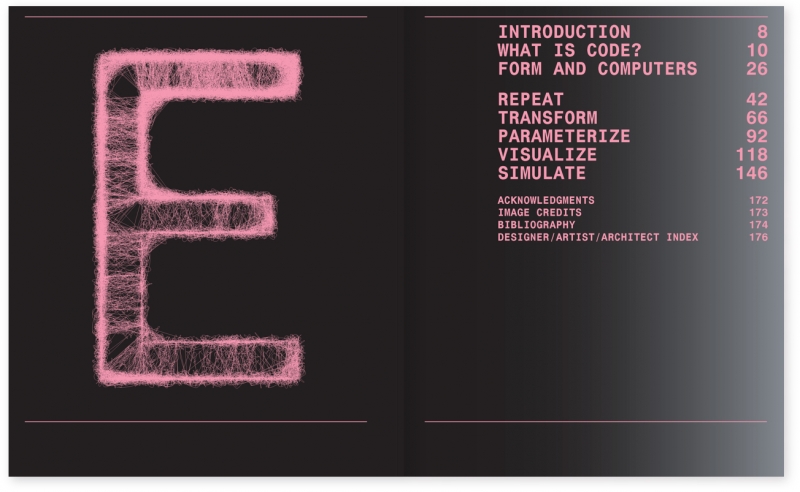 E
INTRODUCTION 8
WHAT IS CODE? 10
FORM AND COMPUTERS 26
REPEAT 42
TRANSFORM 66
PARAMETERIZE 92
VISUALIZE 118
SIMULATE 146
ACKNOWLEDGMENTS 172
IMAGE CREDITS 173
BIBLIOGRAPHY 174
DESIGNER/ARTIST/ARCHITECT INDEX 176